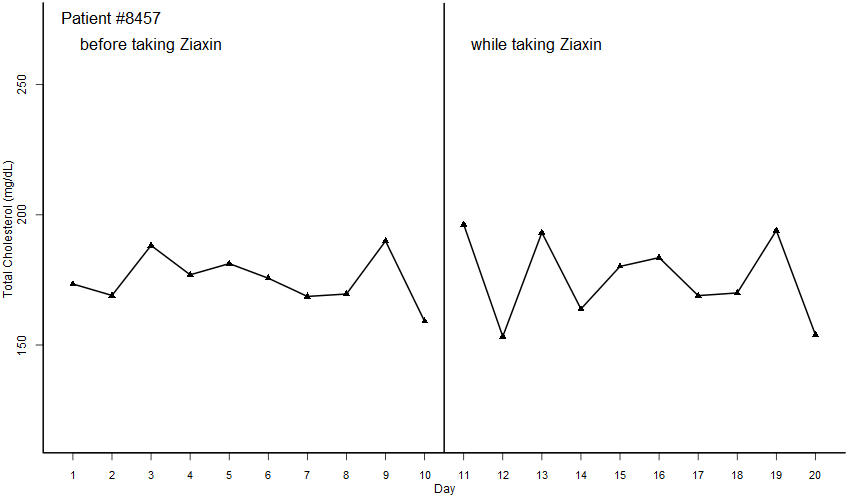 Patient #8457
before taking Ziaxin
while taking Ziaxin
Total Cholesterol (mg/dL)
250
200
150
1 2 3 4 5 6 7 8 9 10 11 12 13 14 15 16 17 18 19 20
Day